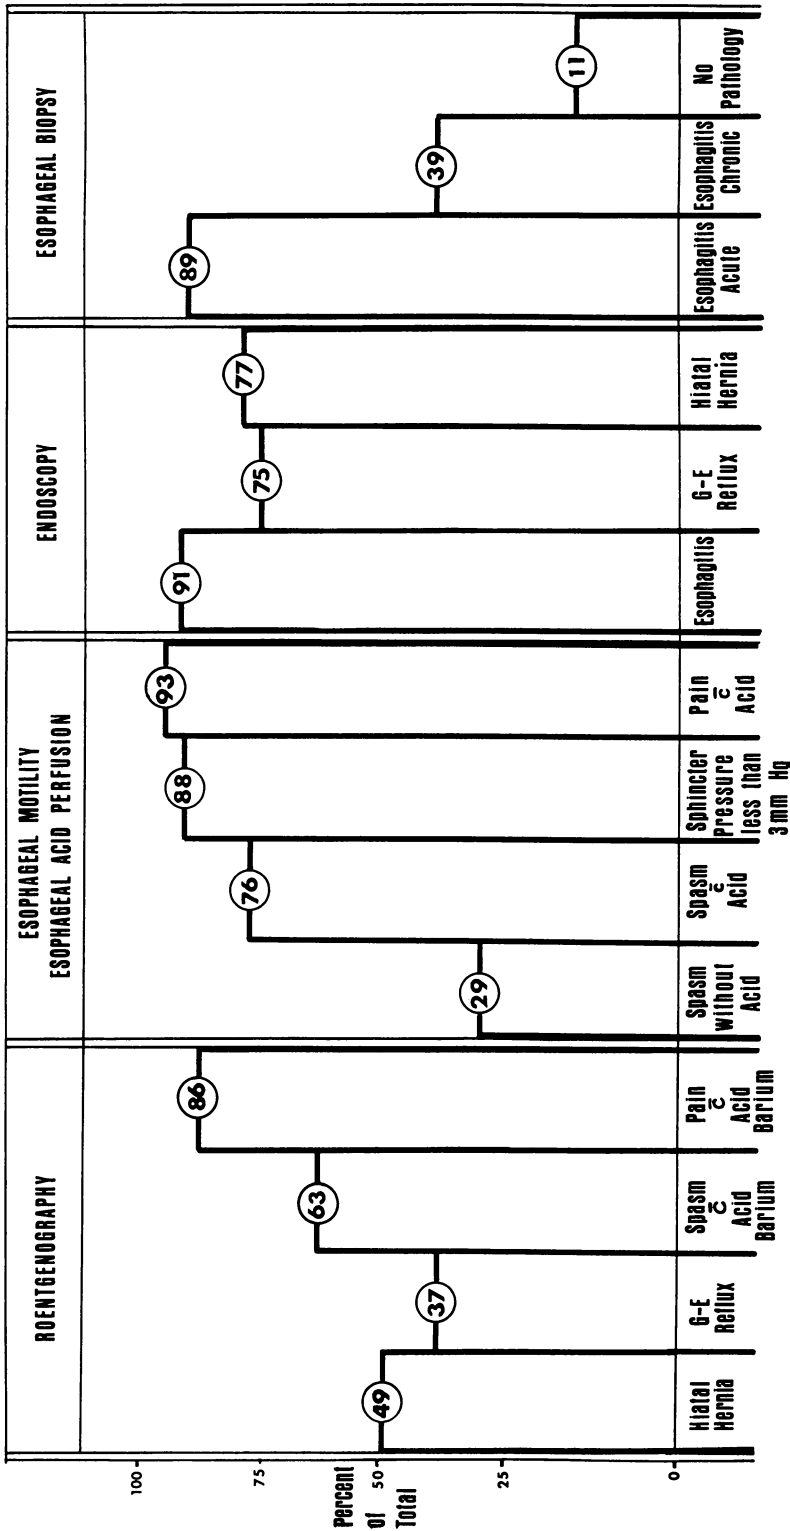 ROENTGENOGRAPHY
ESOPHAGEAL MOTILITY
ESOPHAGEAL ACID PERFUSION
ENDOSCOPY
ESOPHAGEAL BIOPSY
100
75
50
25
0
Percent
of
Total
49
37
63
86
29
76
88
93
91
75
77
89
39
11
Hiatal
Hernia
G-E
Reflux
Spasm
c̄
Acid
Barium
Pain
c̄
Acid
Barium
Spasm
without
Acid
Spasm
c̄
Acid
Sphincter
Pressure
less than
3mm Hg
Pain
c̄
Acid
Esophagitis
G-E
Reflux
Hiatal
Hernia
Esophagitis
Acute
Esophagitis
Chronic
No
Pathology